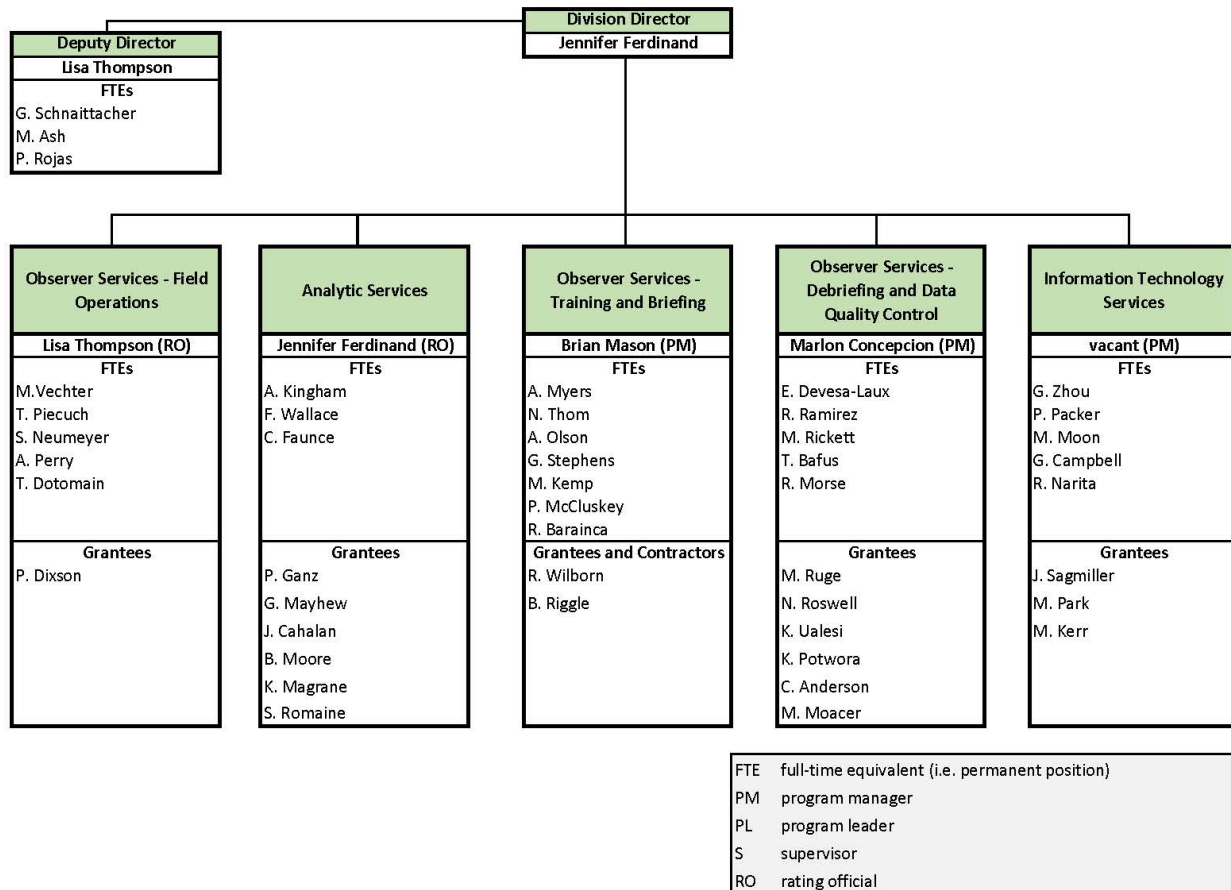 Division Director
Jennifer Ferdinand
Deputy Director
Lisa Thompson
FTEs
G. Schnaittacher
M. Ash
P. Rojas
Observer Services - Field
Operations
Lisa Thompson (RO)
FTEs
M.Vechter
T. Piecuch
S. Neumeyer
A. Perry
T. Dotomain
Grantees
P. Dixson
Analytic Services
Jennifer Ferdinand (RO)
FTEs
A. Kingham
F. Wallace
C. Faunce
Grantees
P. Ganz
G. Mayhew
J. Cahalan
B. Moore
K. Magrane
S. Romaine
Observer Services -
Training and Briefing
Brian Mason (PM)
FTEs
A. Myers
N. Thom
A. Olson
G. Stephens
M. Kemp
P. McCluskey
R. Barainca
Grantees and Contractors
R. Wilborn
B. Riggle
Observer Services -
Debriefing and Data
Quality Control
Marlon Concepcion (PM)
FTEs
E. Devesa-Laux
R. Ramirez
M. Rickett
T. Bafus
R. Morse
Grantees
M. Ruge
N. Roswell
K. Ualesi
K. Potwora
C. Anderson
M. Moacer
Information Technology
Services
vacant (PM)
FTEs
G. Zhou
P. Packer
M. Moon
G. Campbell
R. Narita
Grantees
J. Sagmiller
M. Park
M. Kerr
FTE full-time equivalent (i.e. permanent position)
PM program manager
PL program leader
S supervisor
RO rating official